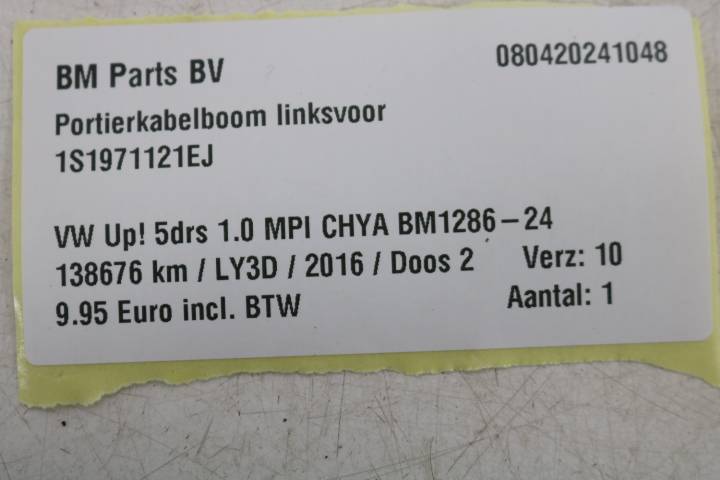 BM Parts BV 080420241048
Portierkabelboom linksvoor
1S1971121EJ
VW Up! 5drs 1.0 MPI CHYA BM1286-24
138676 km / LY3D / 2016 / Doos 2 Verz: 10
9.95 Euro incl. BTW Aantal: 1